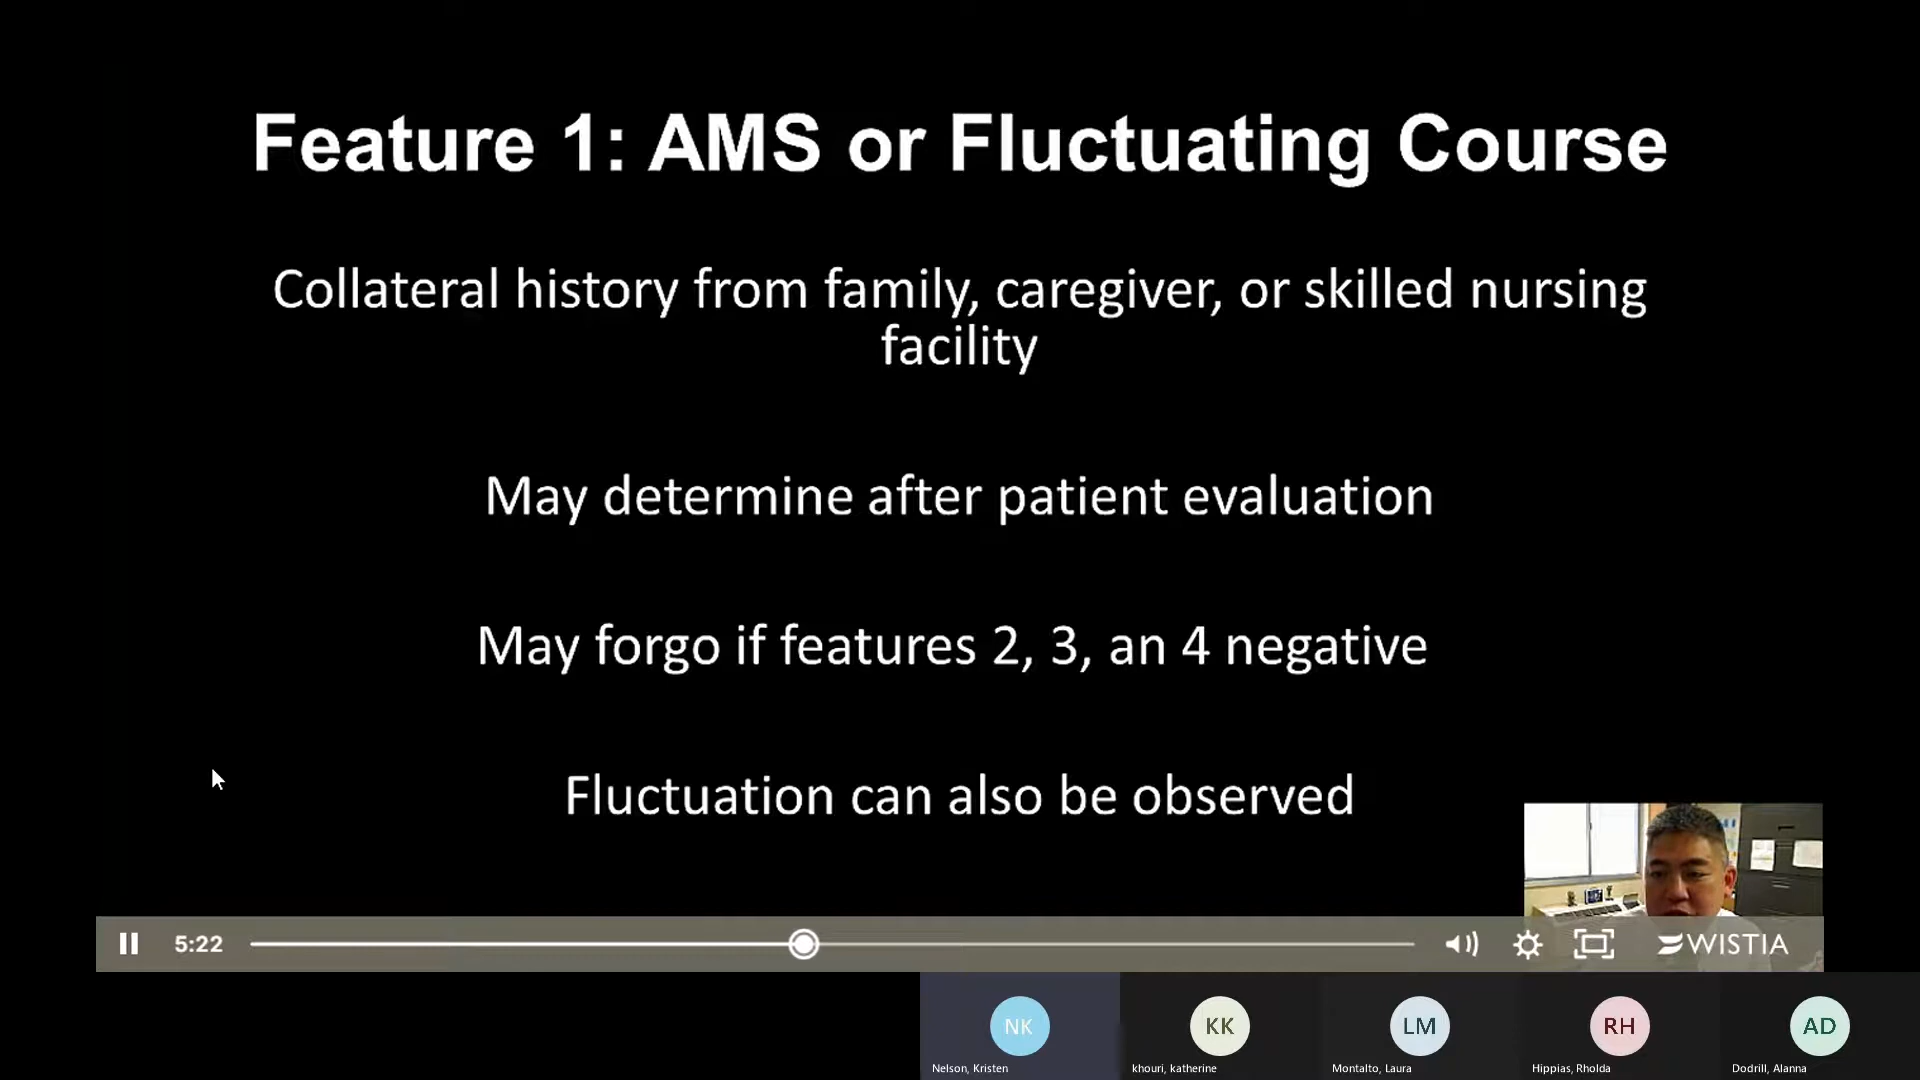 Feature 1: AMS or Fluctuating Course
Collateral history from family, caregiver, or skilled nursing
facility
May determine after patient evaluation
May forgo if features 2, 3, an 4 negative
Fluctuation can also be observed
5:22
WISTIA
NK
KK
LM
RH
AD
Nelson, Kristen
khouri, katherine
Montalto, Laura
Hippias, Rholda
Dodrill, Alanna